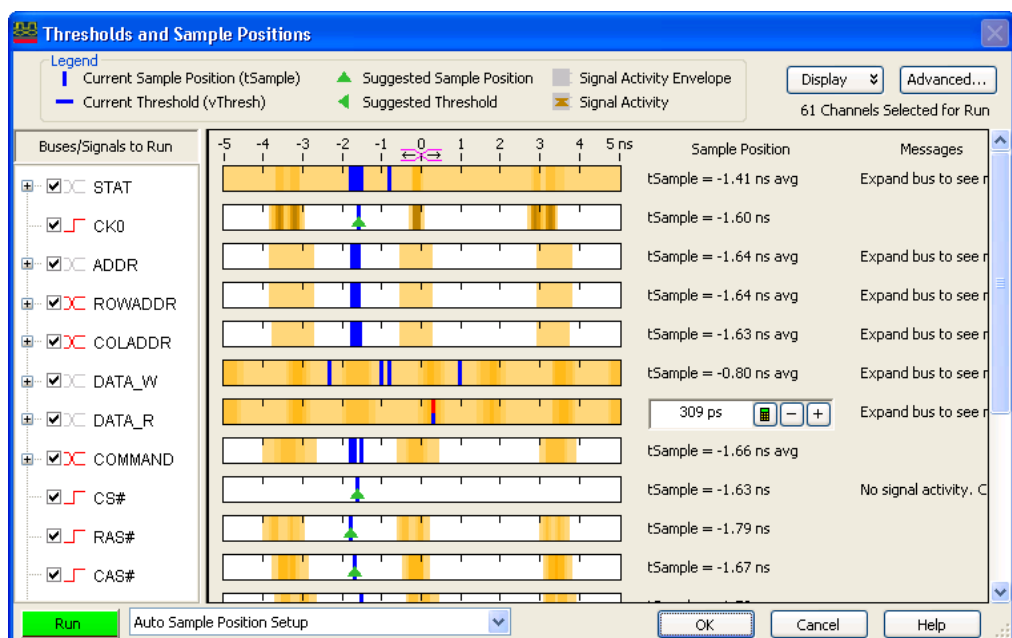 Thresholds and Sample Positions
Legend
Current Sample Position (tSample)
Suggested Sample Position
Signal Activity Envelope
Current Threshold (vThresh)
Suggested Threshold
Signal Activity
Display
Advanced...
61 Channels Selected for Run
Buses/Signals to Run
-5 -4 -3 -2 -1 0 1 2 3 4 5 ns
Sample Position
Messages
STAT
tSample = -1.41 ns avg
Expand bus to see
CK0
tSample = -1.60 ns
ADDR
tSample = -1.64 ns avg
Expand bus to see
ROWADDR
tSample = -1.64 ns avg
Expand bus to see
COLADDR
tSample = -1.63 ns avg
Expand bus to see
DATA_W
tSample = -0.80 ns avg
Expand bus to see
DATA_R
309 ps
Expand bus to see
COMMAND
tSample = -1.66 ns avg
CS#
tSample = -1.63 ns
No signal activity. C
RAS#
tSample = -1.79 ns
CAS#
tSample = -1.67 ns
Run
Auto Sample Position Setup
OK
Cancel
Help